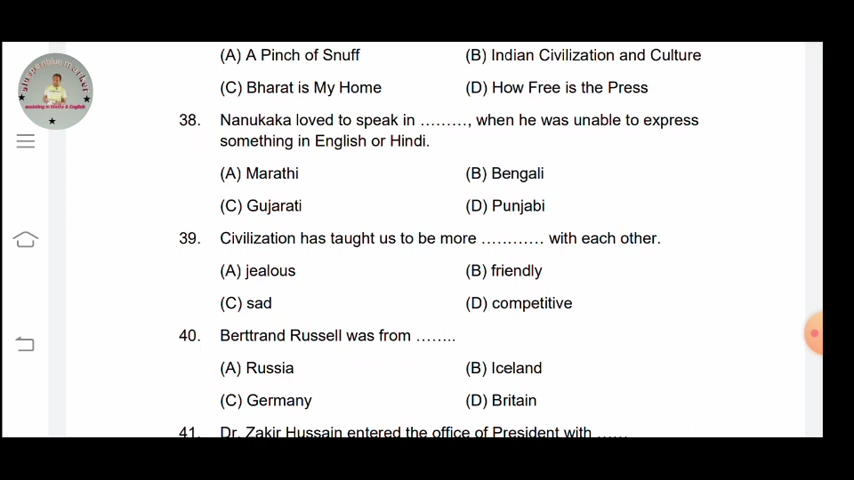 (A) A Pinch of Snuff (B) Indian Civilization and Culture
(C) Bharat is My Home (D) How Free is the Press
38. Nanukaka loved to speak in ………, when he was unable to express
something in English or Hindi.
(A) Marathi (B) Bengali
(C) Gujarati (D) Punjabi
39. Civilization has taught us to be more ………… with each other.
(A) jealous (B) friendly
(C) sad (D) competitive
40. Berttrand Russell was from ……..
(A) Russia (B) Iceland
(C) Germany (D) Britain
41. Dr. Zakir Hussain entered the office of President with ……